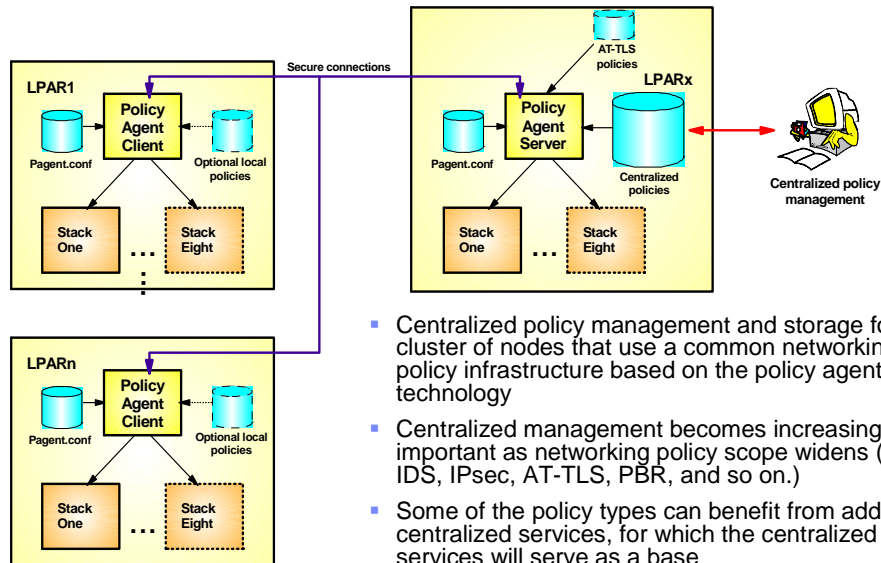 Secure connections
LPAR1
Policy
Agent
Client
Pagent.conf
Optional local
policies
Stack
One
...
Stack
Eight
AT-TLS
policies
LPARx
Policy
Agent
Server
Pagent.conf
Centralized
policies
Stack
One
...
Stack
Eight
Centralized policy
management
LPARn
Policy
Agent
Client
Pagent.conf
Optional local
policies
Stack
One
...
Stack
Eight
Centralized policy management and storage
cluster of nodes that use a common
policy infrastructure based on the policy agent
technology
Centralized management becomes
important as networking policy scope widens (
IDS, IPsec, AT-TLS, PBR, and so on.)
Some of the policy types can benefit from
centralized services, for which the centralized
services will serve as a base